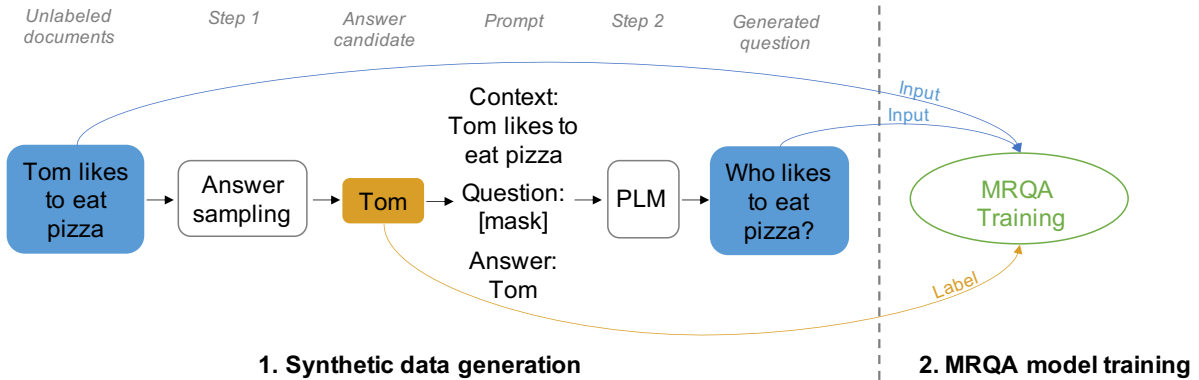 Unlabeled
documents
Step 1
Answer
candidate
Prompt
Step 2
Generated
question
Input
Input
Tom likes
to eat
pizza
Answer
sampling
Tom
Context:
Tom likes to
eat pizza
Question:
[mask]
Answer:
Tom
PLM
Who likes
to eat
pizza?
MRQA
Training
Label
1. Synthetic data generation
2. MRQA model training